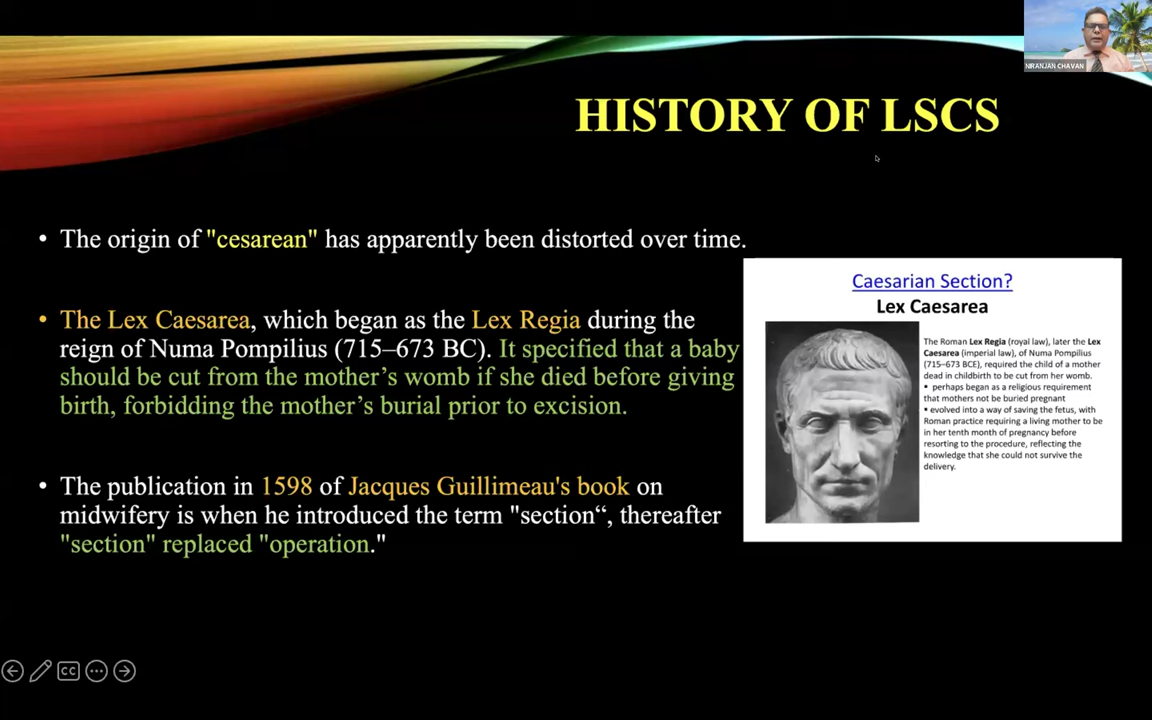 NIRANJAN CHAVAN
HISTORY OF LSCS
• The origin of "cesarean" has apparently been distorted over time.
• The Lex Caesarea, which began as the Lex Regia during the
reign of Numa Pompilius (715–673 BC). It specified that a baby
should be cut from the mother's womb if she died before giving
birth, forbidding the mother's burial prior to excision.
• The publication in 1598 of Jacques Guillimeau's book on
midwifery is when he introduced the term "section“, thereafter
"section" replaced "operation."
Caesarian Section?
Lex Caesarea
The Roman Lex Regia (royal law), later the Lex
Caesarea (imperial law), of Numa Pompilius
(715–673 BCE), required the child of a mother
dead in childbirth to be cut from her womb.
▪ perhaps began as a religious requirement
that mothers not be buried pregnant
▪ evolved into a way of saving the fetus, with
Roman practice requiring a living mother to be
in her tenth month of pregnancy before
resorting to the procedure, reflecting the
knowledge that she could not survive the
delivery.
CC